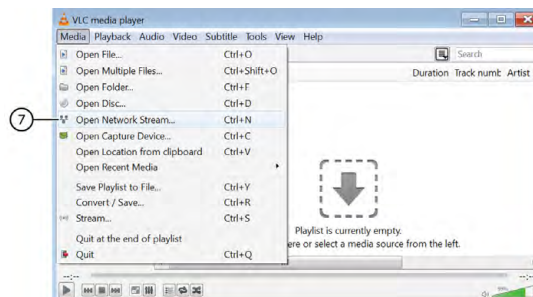 VLC media player
Media Playback Audio Video Subtitle Tools View Help
Open File... Ctrl+O
Search
Open Multiple Files... Ctrl+Shift+O
Duration Track numb Artist
Open Folder... Ctrl+F
Open Disc... Ctrl+D
7 Open Network Stream... Ctrl+N
Open Capture Device... Ctrl+C
Open Location from clipboard Ctrl+V
Open Recent Media
Save Playlist to File... Ctrl+Y
Convert / Save... Ctrl+R
Stream... Ctrl+S
Playlist is currently empty.
Quit at the end of playlist
ere or select a media source from the left.
Quit Ctrl+Q
--:-- --:--